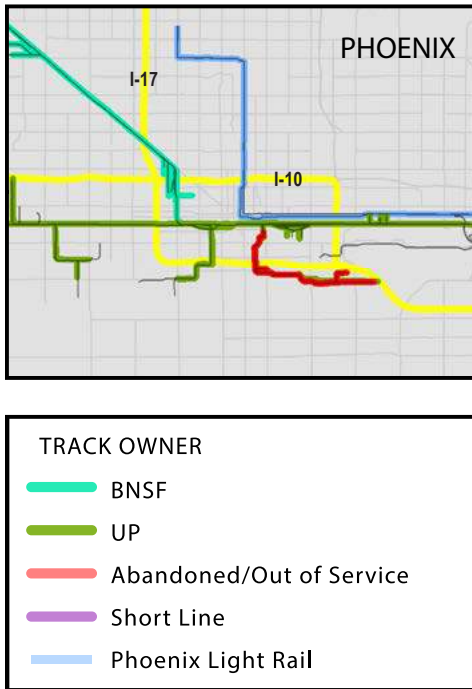 PHOENIX
I-17
I-10
TRACK OWNER
BNSF
UP
Abandoned/Out of Service
Short Line
Phoenix Light Rail